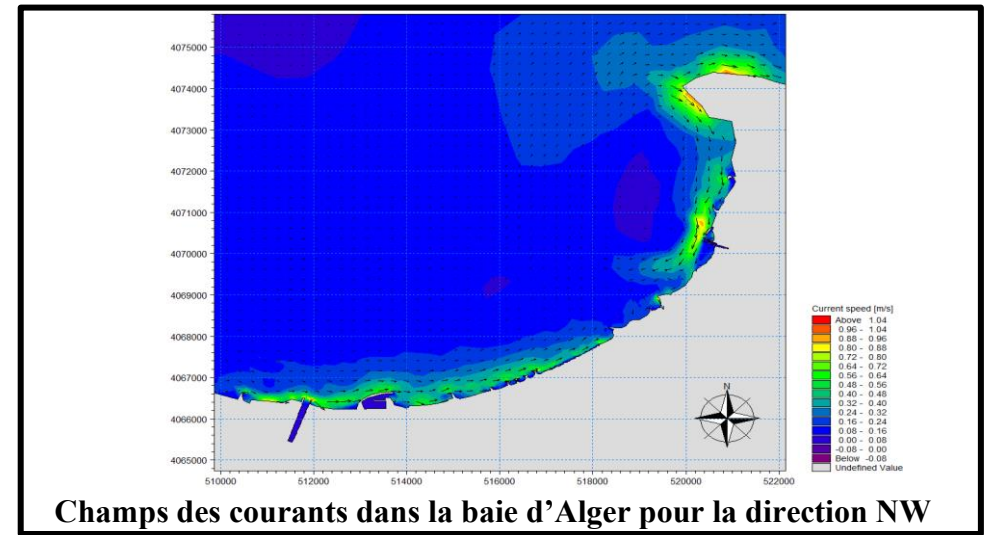 4075000
4074000
4073000
4072000
4071000
4070000
4069000
4068000
4067000
4066000
4065000
510000 512000 514000 516000 518000 520000 522000
N
Current speed [m/s]
Above 1.04
0.96 - 1.04
0.88 - 0.96
0.80 - 0.88
0.72 - 0.80
0.64 - 0.72
0.56 - 0.64
0.48 - 0.56
0.40 - 0.48
0.32 - 0.40
0.24 - 0.32
0.16 - 0.24
0.08 - 0.16
0.00 - 0.08
-0.08 - 0.00
Below -0.08
Undefined Value
Champs des courants dans la baie d’Alger pour la direction NW